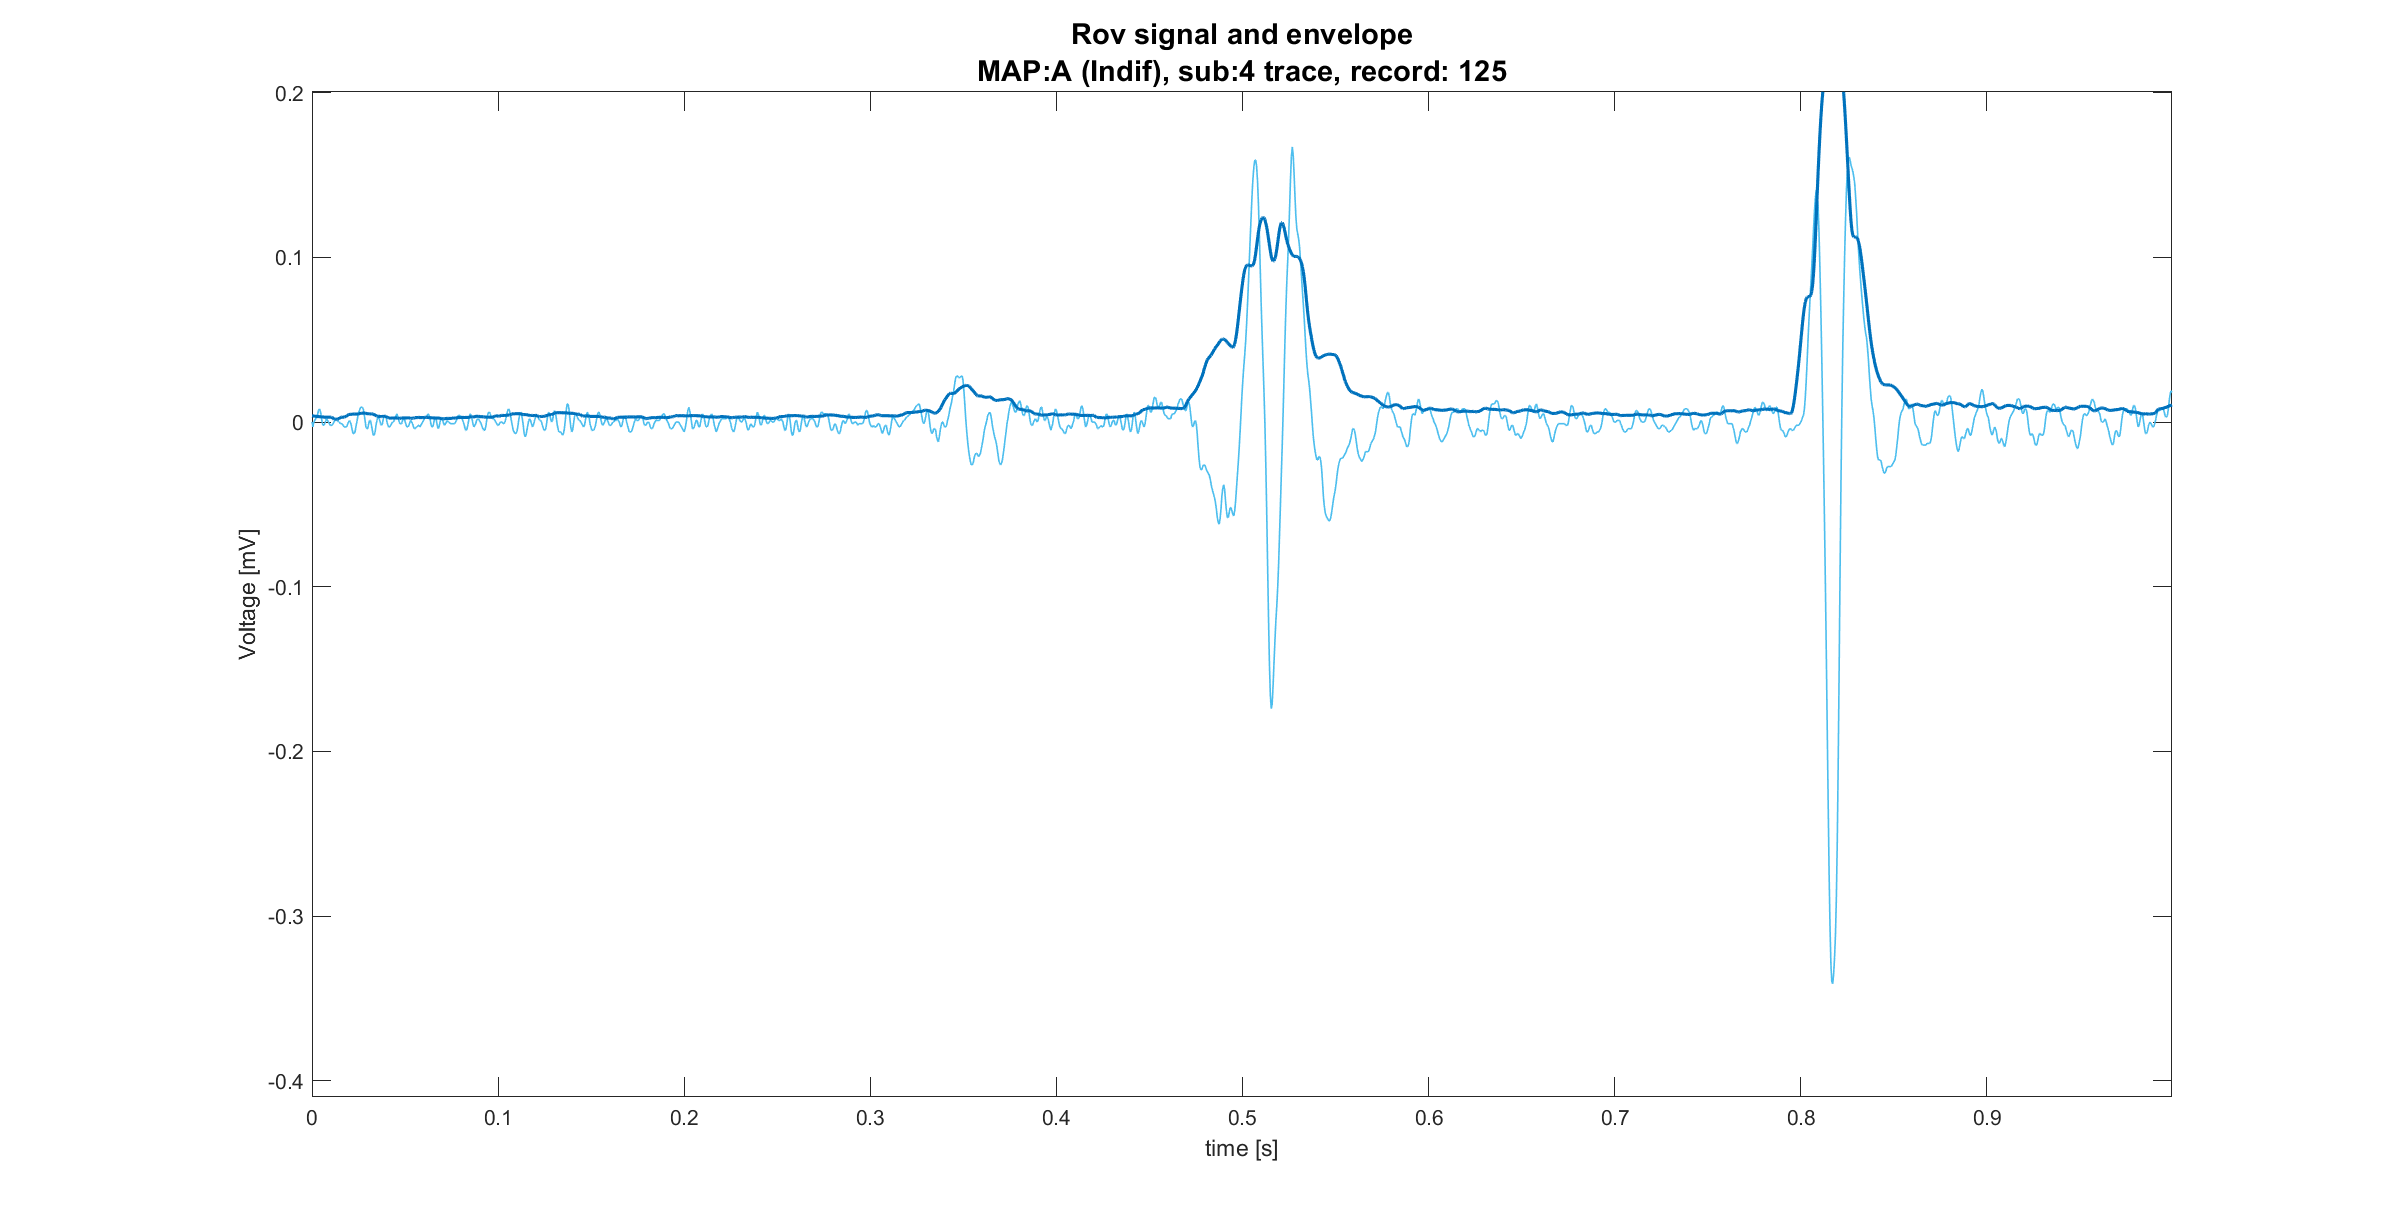 Rov signal and envelope
MAP:A (Indif), sub:4 trace, record: 125
0.2
0.1
0
-0.1
-0.2
-0.3
-0.4
Voltage [mV]
0 0.1 0.2 0.3 0.4 0.5 0.6 0.7 0.8 0.9
time [s]